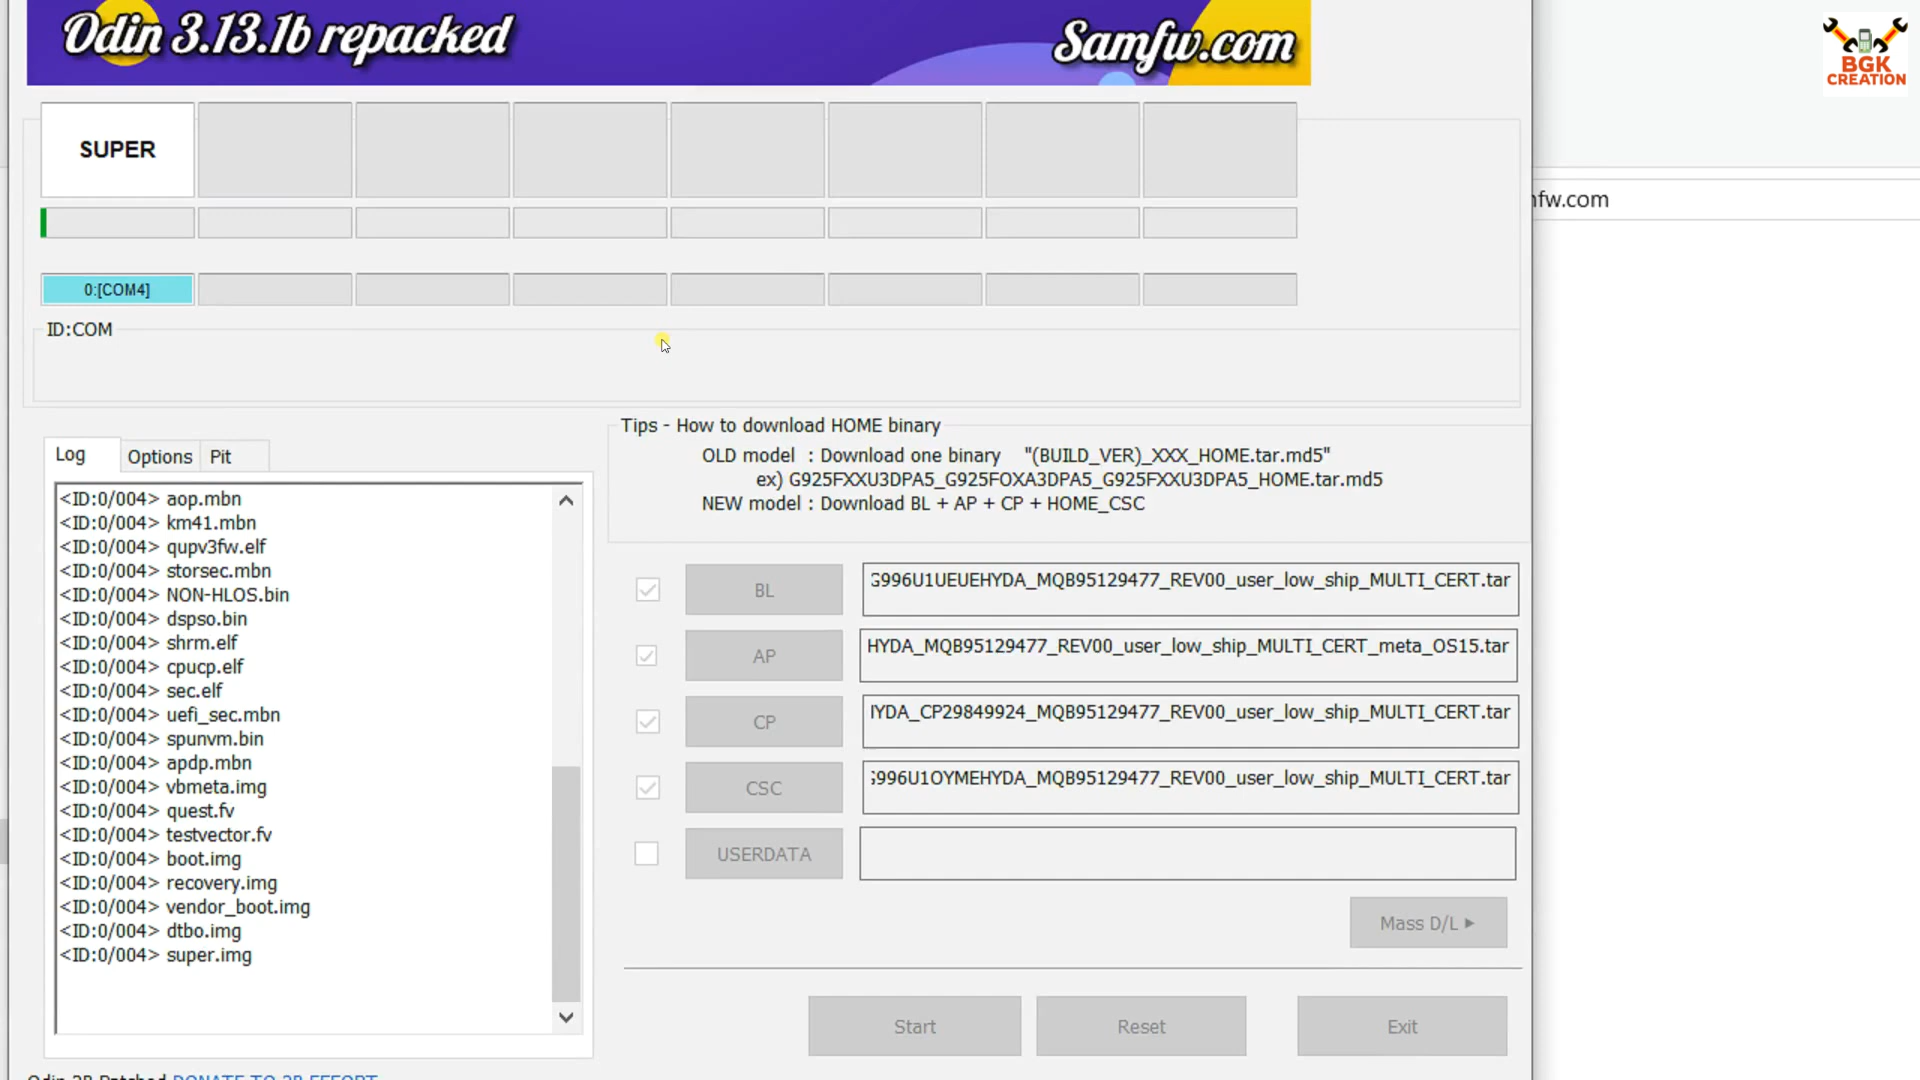 Odin 3.13.1b repacked
Samfw.com
BGK
CREATION
SUPER
nfw.com
0:[COM4]
ID:COM
Log
Options
Pit
<ID:0/004> aop.mbn
<ID:0/004> km41.mbn
<ID:0/004> qupv3fw.elf
<ID:0/004> storsec.mbn
<ID:0/004> NON-HLOS.bin
<ID:0/004> dspso.bin
<ID:0/004> shrm.elf
<ID:0/004> cpucp.elf
<ID:0/004> sec.elf
<ID:0/004> uefi_sec.mbn
<ID:0/004> spunvm.bin
<ID:0/004> apdp.mbn
<ID:0/004> vbmeta.img
<ID:0/004> quest.fv
<ID:0/004> testvector.fv
<ID:0/004> boot.img
<ID:0/004> recovery.img
<ID:0/004> vendor_boot.img
<ID:0/004> dtbo.img
<ID:0/004> super.img
Tips - How to download HOME binary
OLD model : Download one binary "(BUILD_VER)_XXX_HOME.tar.md5"
ex) G925FXXU3DPA5_G925FOXA3DPA5_G925FXXU3DPA5_HOME.tar.md5
NEW model : Download BL + AP + CP + HOME_CSC
BL G996U1UEUEHYDA_MQB95129477_REV00_user_low_ship_MULTI_CERT.tar
AP HYDA_MQB95129477_REV00_user_low_ship_MULTI_CERT_meta_OS15.tar
CP IYDA_CP29849924_MQB95129477_REV00_user_low_ship_MULTI_CERT.tar
CSC G996U1OYMEHYDA_MQB95129477_REV00_user_low_ship_MULTI_CERT.tar
USERDATA
Mass D/L
Start
Reset
Exit
Odin 3B Patched DONATE TO 3B EFFORT